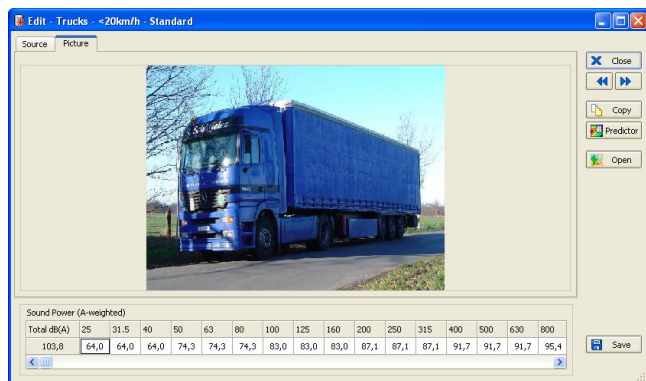 Edit - Trucks - <20km/h - Standard
Source Picture
Close
Copy
Predictor
Open
Sound Power (A-weighted)
Total dB(A) 25 31.5 40 50 63 80 100 125 160 200 250 315 400 500 630 800
103,8 64,0 64,0 64,0 74,3 74,3 74,3 83,0 83,0 83,0 87,1 87,1 87,1 91,7 91,7 91,7 95,4
Save